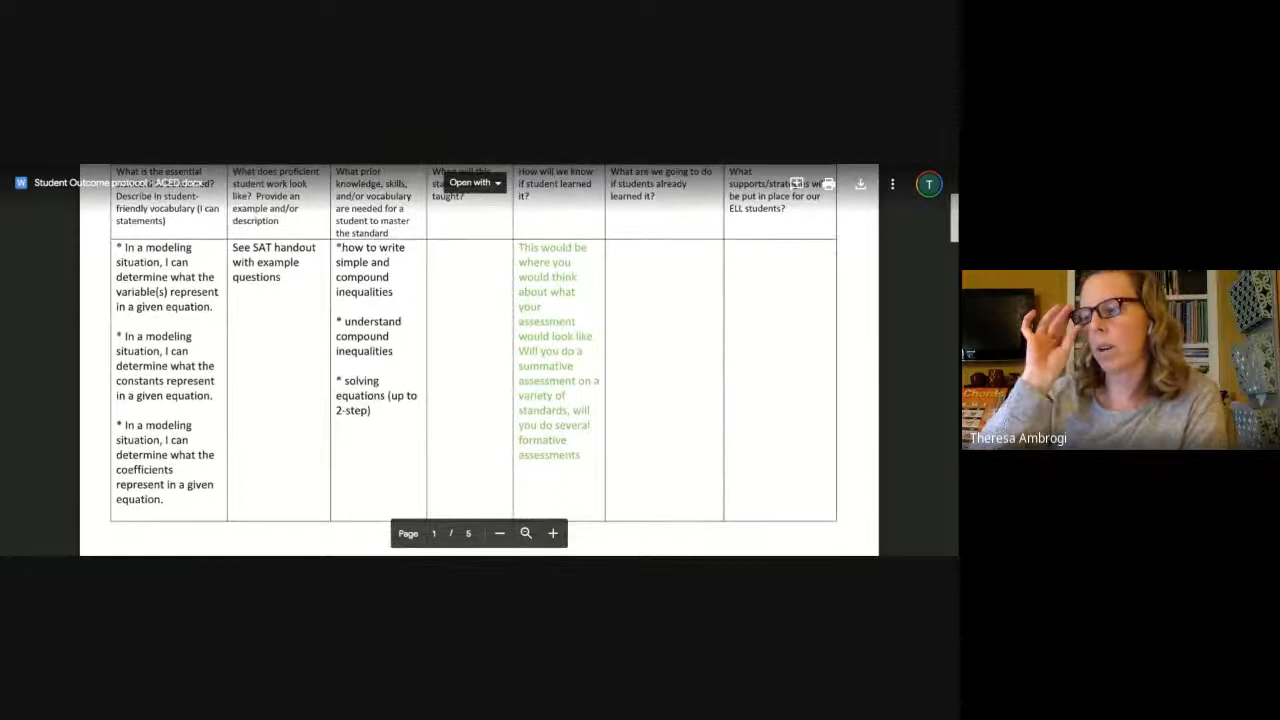 Student Outcome protocol - ACED.docx
Open with
T
What is the essential
Describe in student-
friendly vocabulary (I can
statements)
What does proficient
student work look
like? Provide an
example and/or
description
What prior
knowledge, skills,
and/or vocabulary
are needed for a
student to master
the standard
When will this
taught?
How will we know
if student learned
it?
What are we going to do
if students already
learned it?
What
be put in place for our
ELL students?
* In a modeling
situation, I can
determine what the
variable(s) represent
in a given equation.
* In a modeling
situation, I can
determine what the
constants represent
in a given equation.
* In a modeling
situation, I can
determine what the
coefficients
represent in a given
equation.
See SAT handout
with example
questions
*how to write
simple and
compound
inequalities
* understand
compound
inequalities
* solving
equations (up to
2-step)
This would be
where you
would think
about what
your
assessment
would look like
Will you do a
summative
assessment on a
variety of
standards, will
you do several
formative
assessments
Page 1 / 5
Chords
Theresa Ambrogi